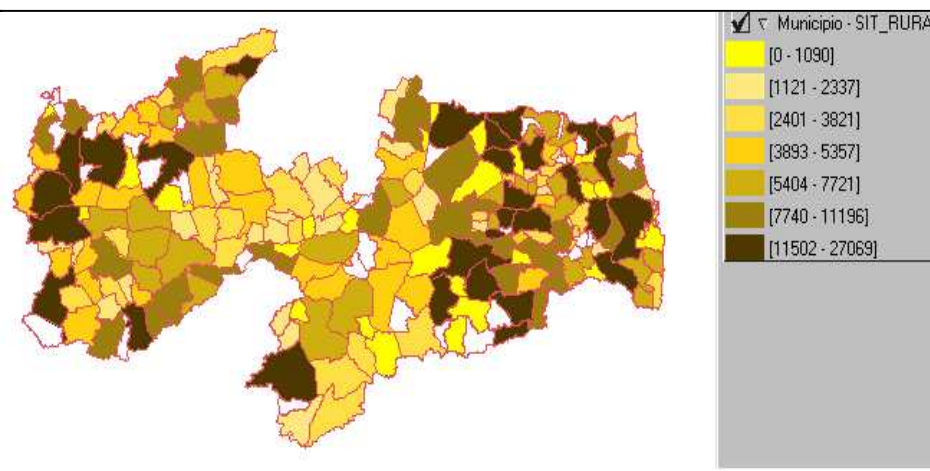 Municipio - SIT_RURA
[0 - 1090]
[1121 - 2337]
[2401 - 3821]
[3893 - 5357]
[5404 - 7721]
[7740 - 11196]
[11502 - 27069]